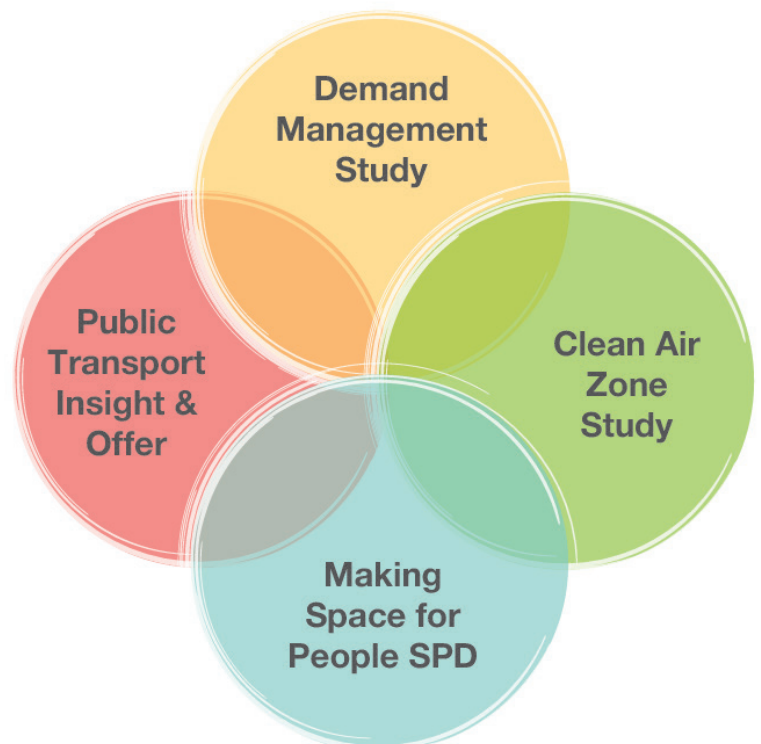 Demand
Management
Study
Public
Transport
Insight &
Offer
Clean Air
Zone
Study
Making
Space for
People SPD